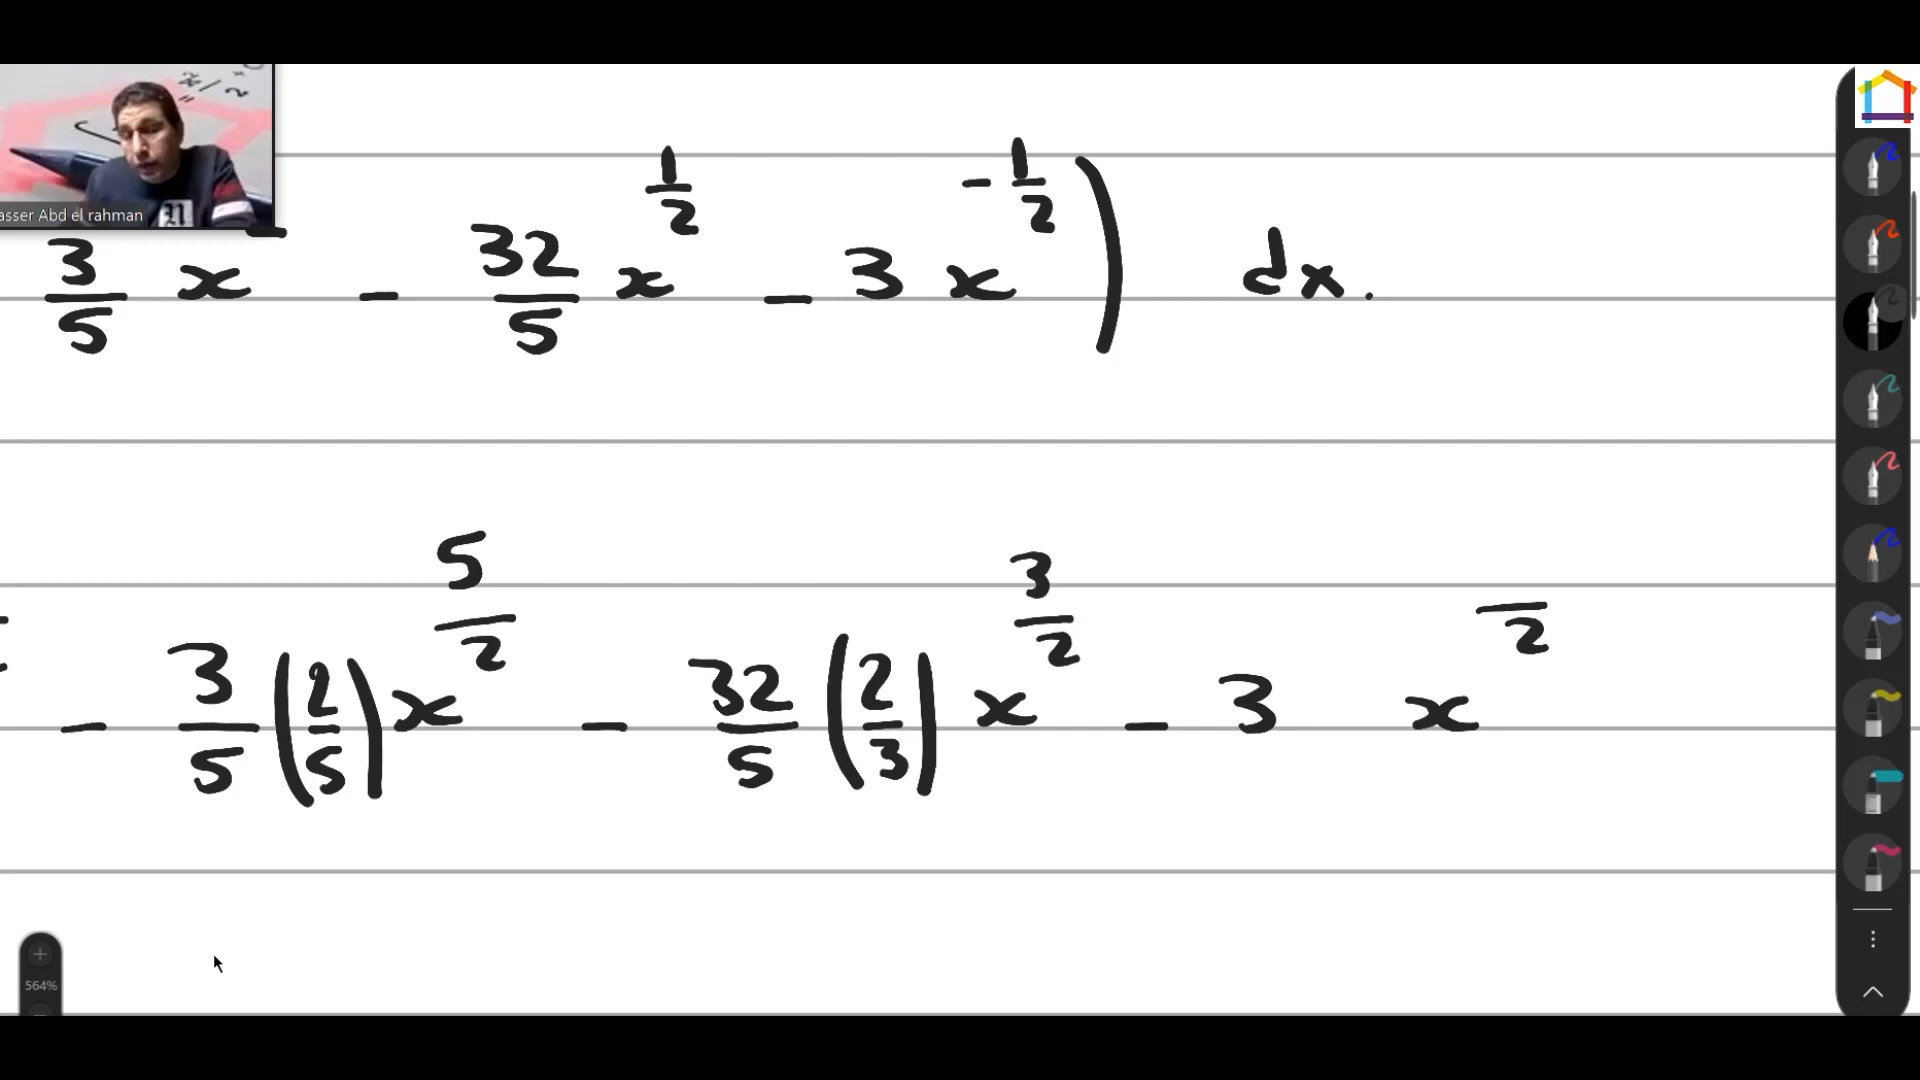 asser Abd el rahman
3/5 x - 32/5 x^(1/2) - 3 x^(-1/2) ) dx.
- 3/5 (2/5) x^(5/2) - 32/5 (2/3) x^(3/2) - 3 x^(/2)
564%